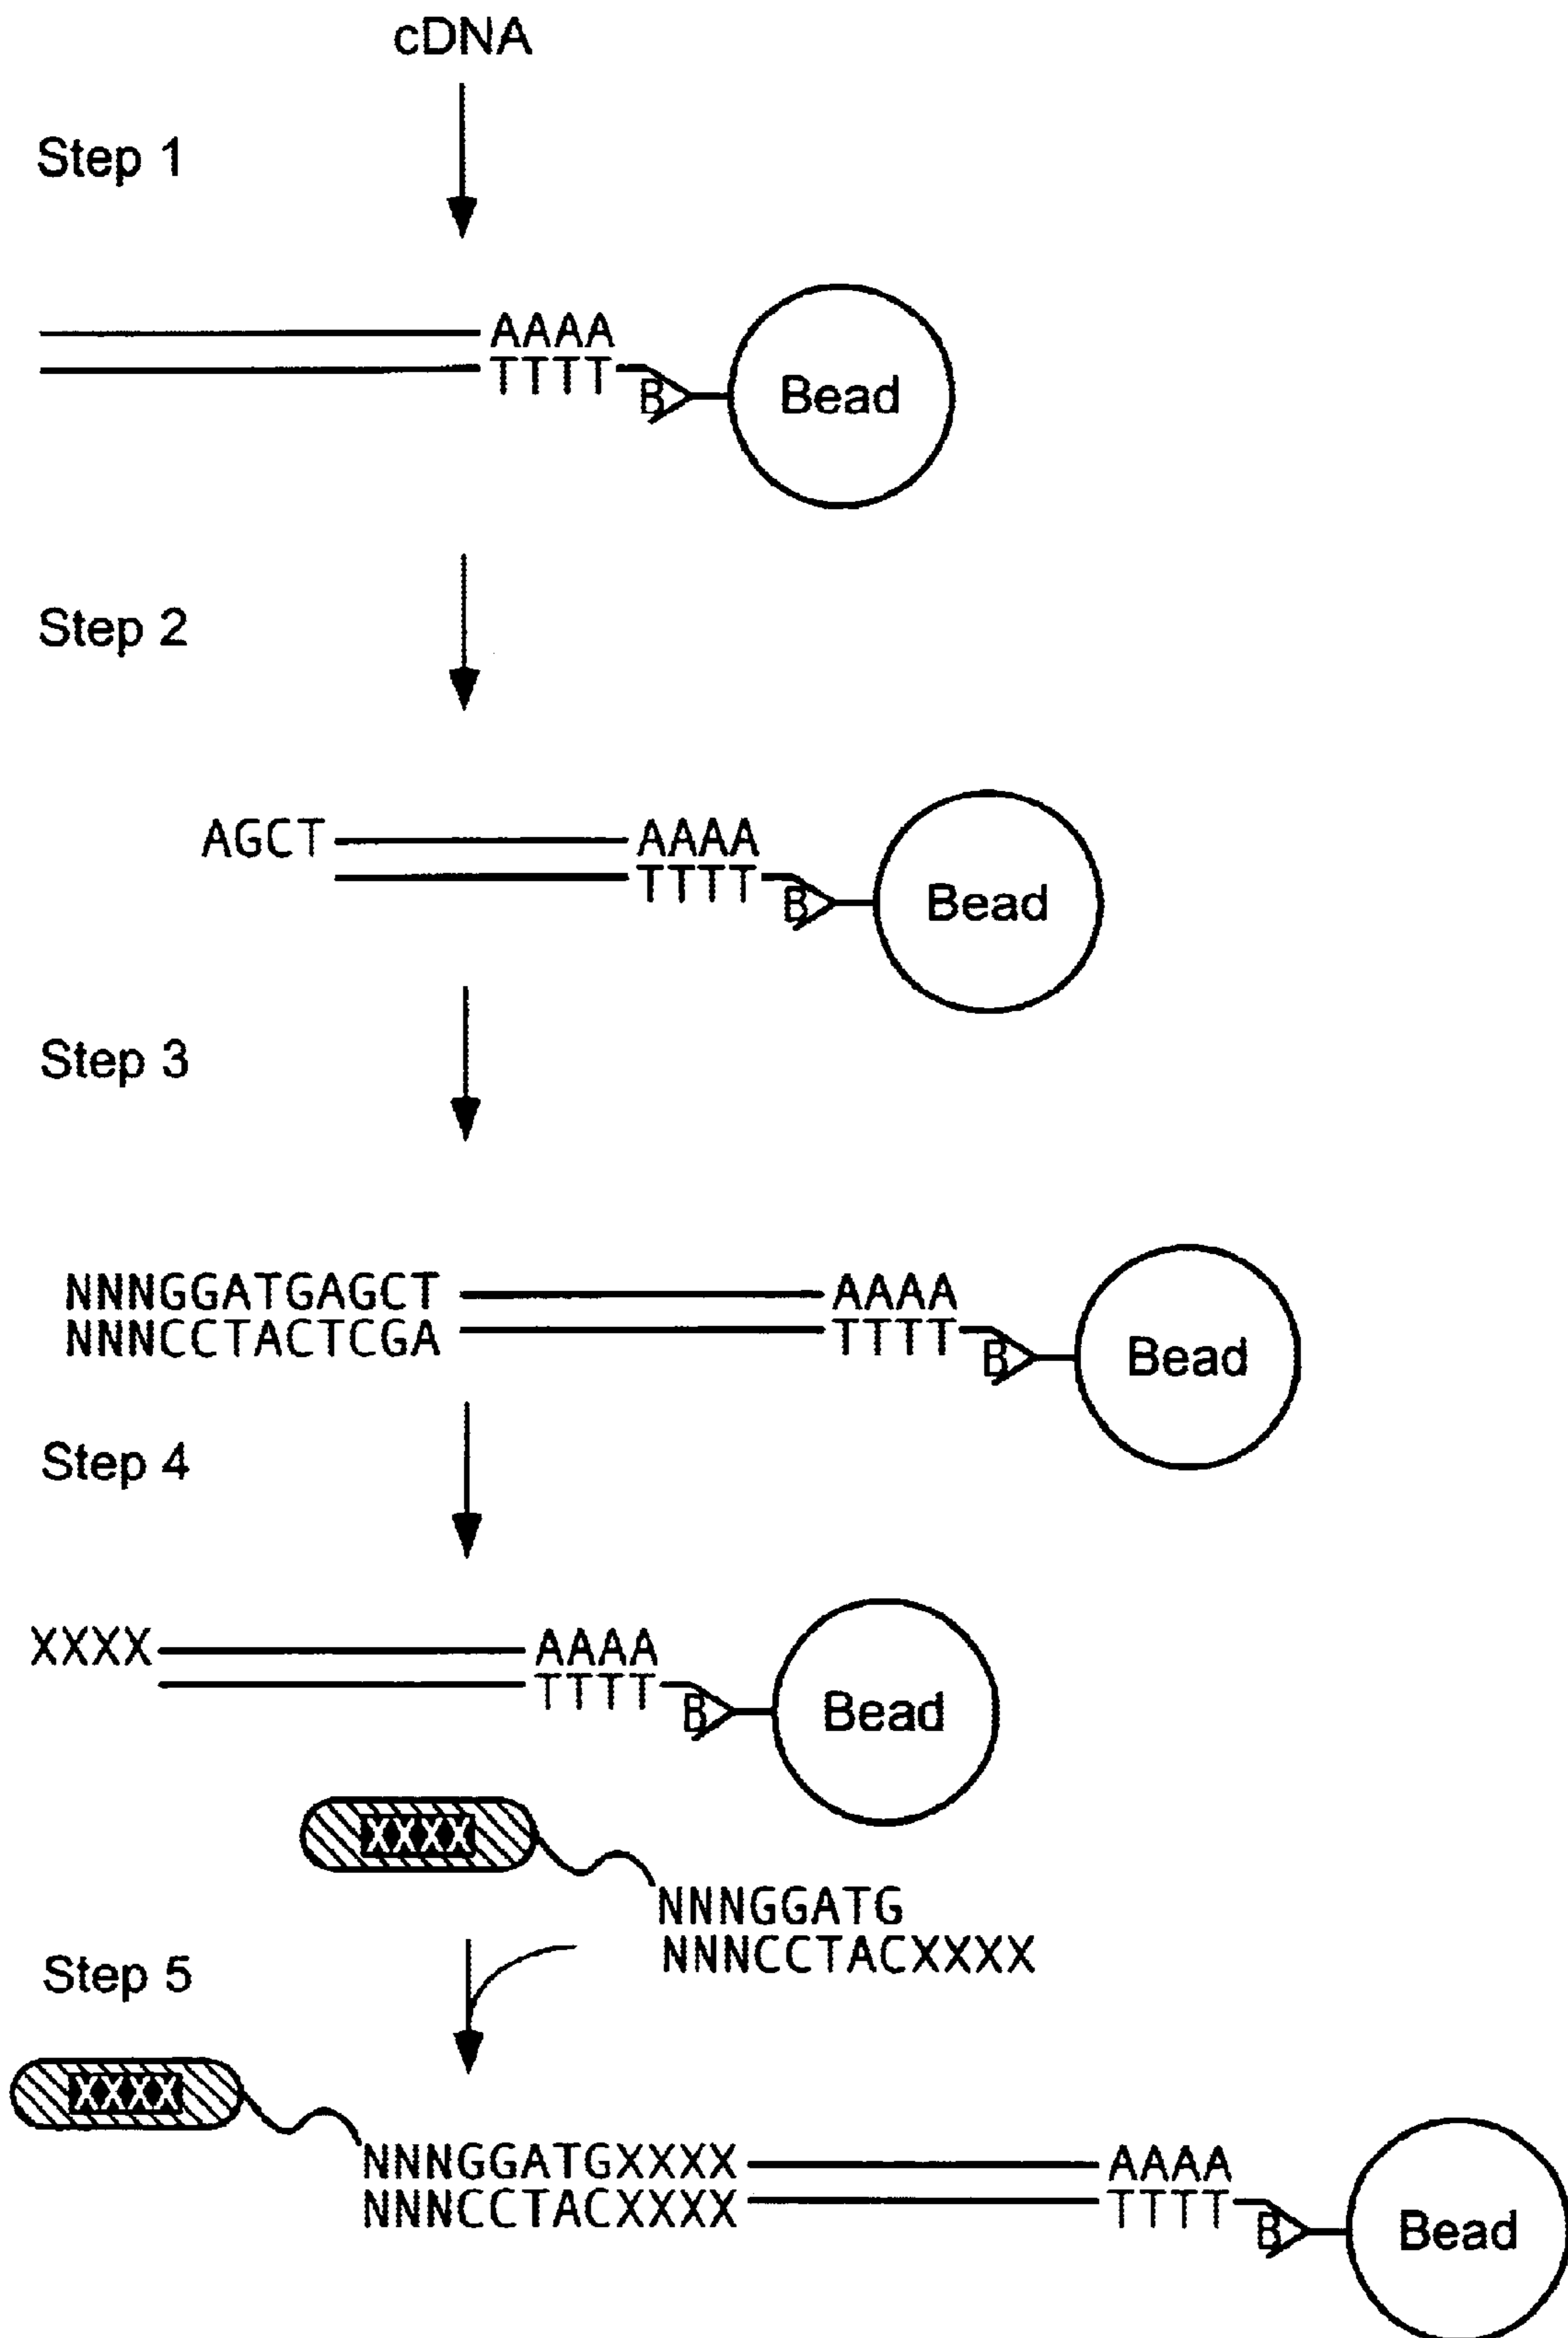 cDNA
Step 1
AAAA
TTTT
B
Bead
Step 2
AGCT AAAA
TTTT
B
Bead
Step 3
NNNGGATGAGCT AAAA
NNNCCTACTCGA TTTT
B
Bead
Step 4
XXXX AAAA
TTTT
B
Bead
XXXX
NNNGGATG
NNNCCTACXXXX
Step 5
XXXX
NNNGGATGXXXX AAAA
NNNCCTACXXXX TTTT
B
Bead